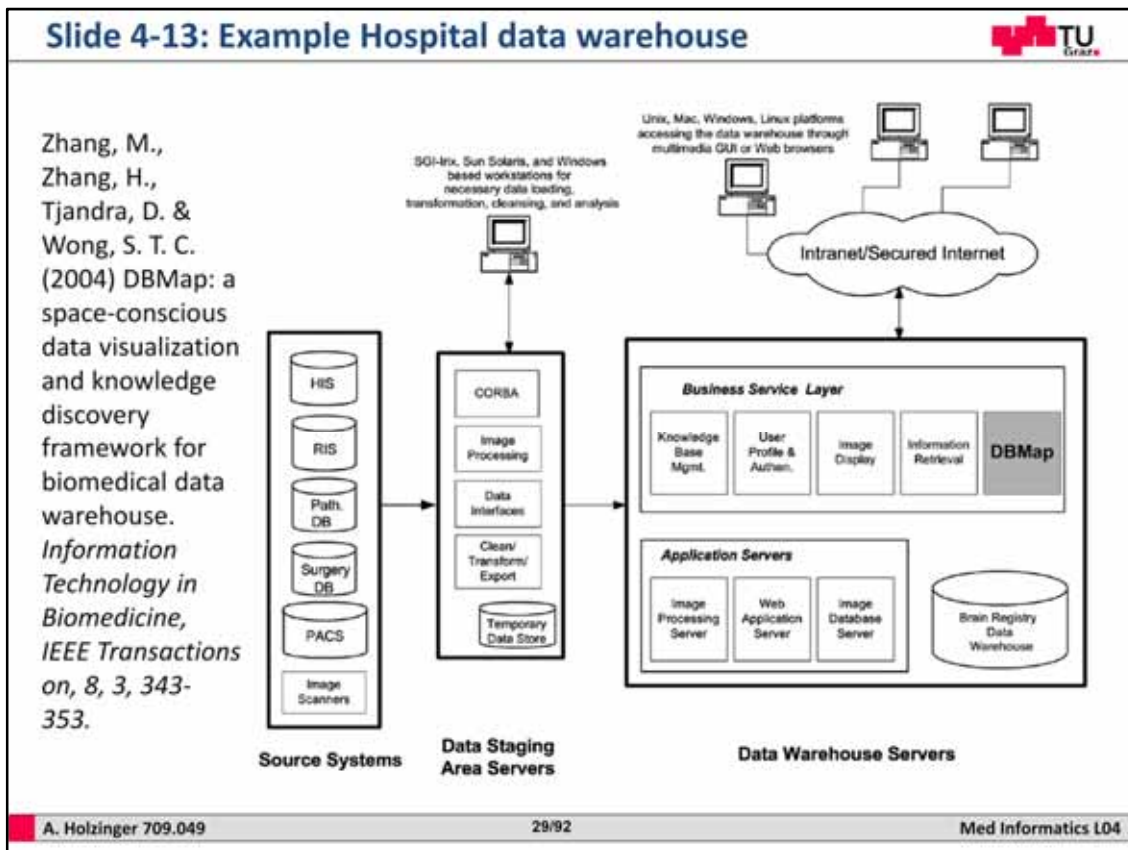 Slide 4-13: Example Hospital data warehouse
TU
Graz
Zhang, M.,
Zhang, H.,
Tjandra, D. &
Wong, S. T. C.
(2004) DBMap: a
space-conscious
data visualization
and knowledge
discovery
framework for
biomedical data
warehouse.
Information
Technology in
Biomedicine,
IEEE Transactions
on, 8, 3, 343-
353.
SGI-Irix, Sun Solaris, and Windows
based workstations for
necessary data loading,
transformation, cleansing, and analysis
Unix, Mac, Windows, Linux platforms
accessing the data warehouse through
multimedia GUI or Web browsers
Intranet/Secured Internet
HIS
RIS
Path.
DB
Surgery
DB
PACS
Image
Scanners
Source Systems
CORBA
Image
Processing
Data
Interfaces
Clean/
Transform/
Export
Temporary
Data Store
Data Staging
Area Servers
Business Service Layer
Knowledge
Base
Mgmt.
User
Profile &
Authen.
Image
Display
Information
Retrieval
DBMap
Application Servers
Image
Processing
Server
Web
Application
Server
Image
Database
Server
Brain Registry
Data
Warehouse
Data Warehouse Servers
A. Holzinger 709.049
29/92
Med Informatics L04